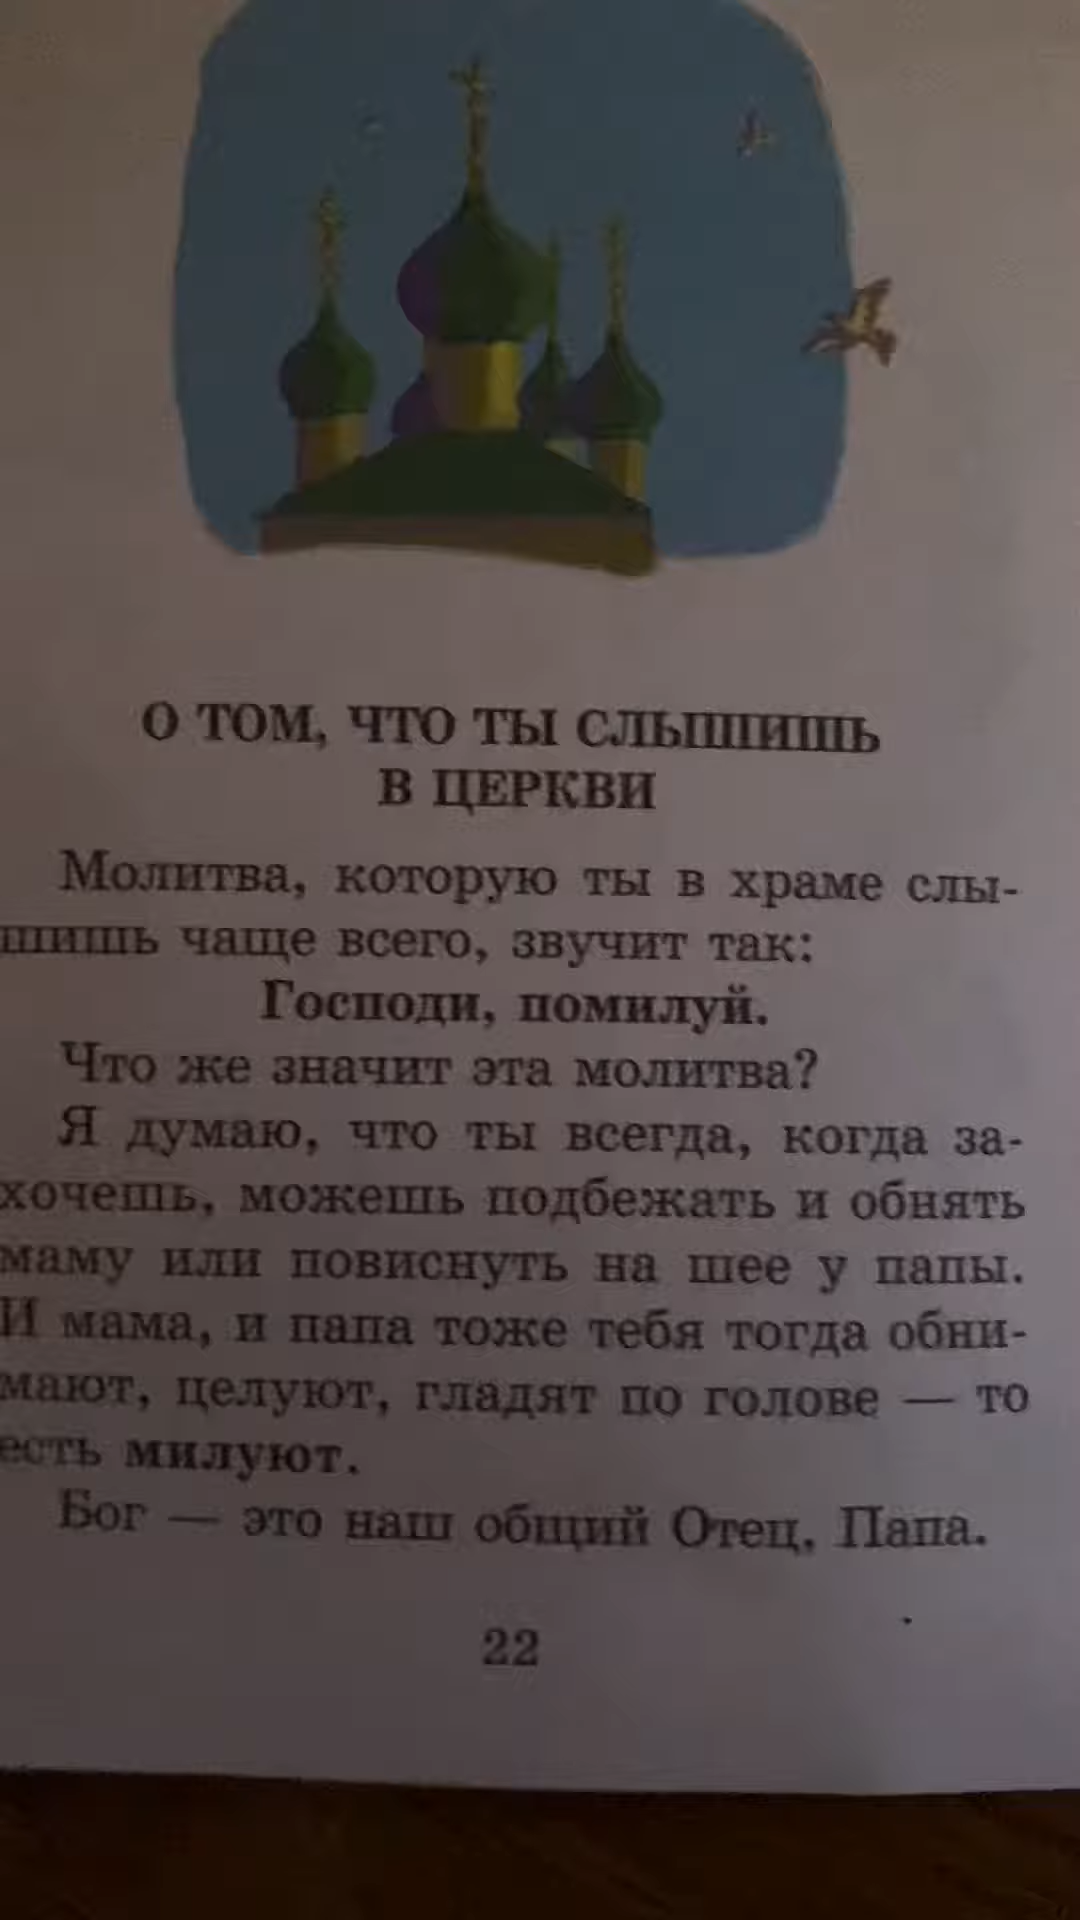 О ТОМ, ЧТО ТЫ СЛЫШИШЬ
В ЦЕРКВИ
Молитва, которую ты в храме слы-
шишь чаще всего, звучит так:
Господи, помилуй.
Что же значит эта молитва?
Я думаю, что ты всегда, когда за-
хочешь, можешь подбежать и обнять
маму или повиснуть на шее у папы.
И мама, и папа тоже тебя тогда обни-
мают, целуют, гладят по голове — то
есть милуют.
Бог — это наш общий Отец, Папа.
22